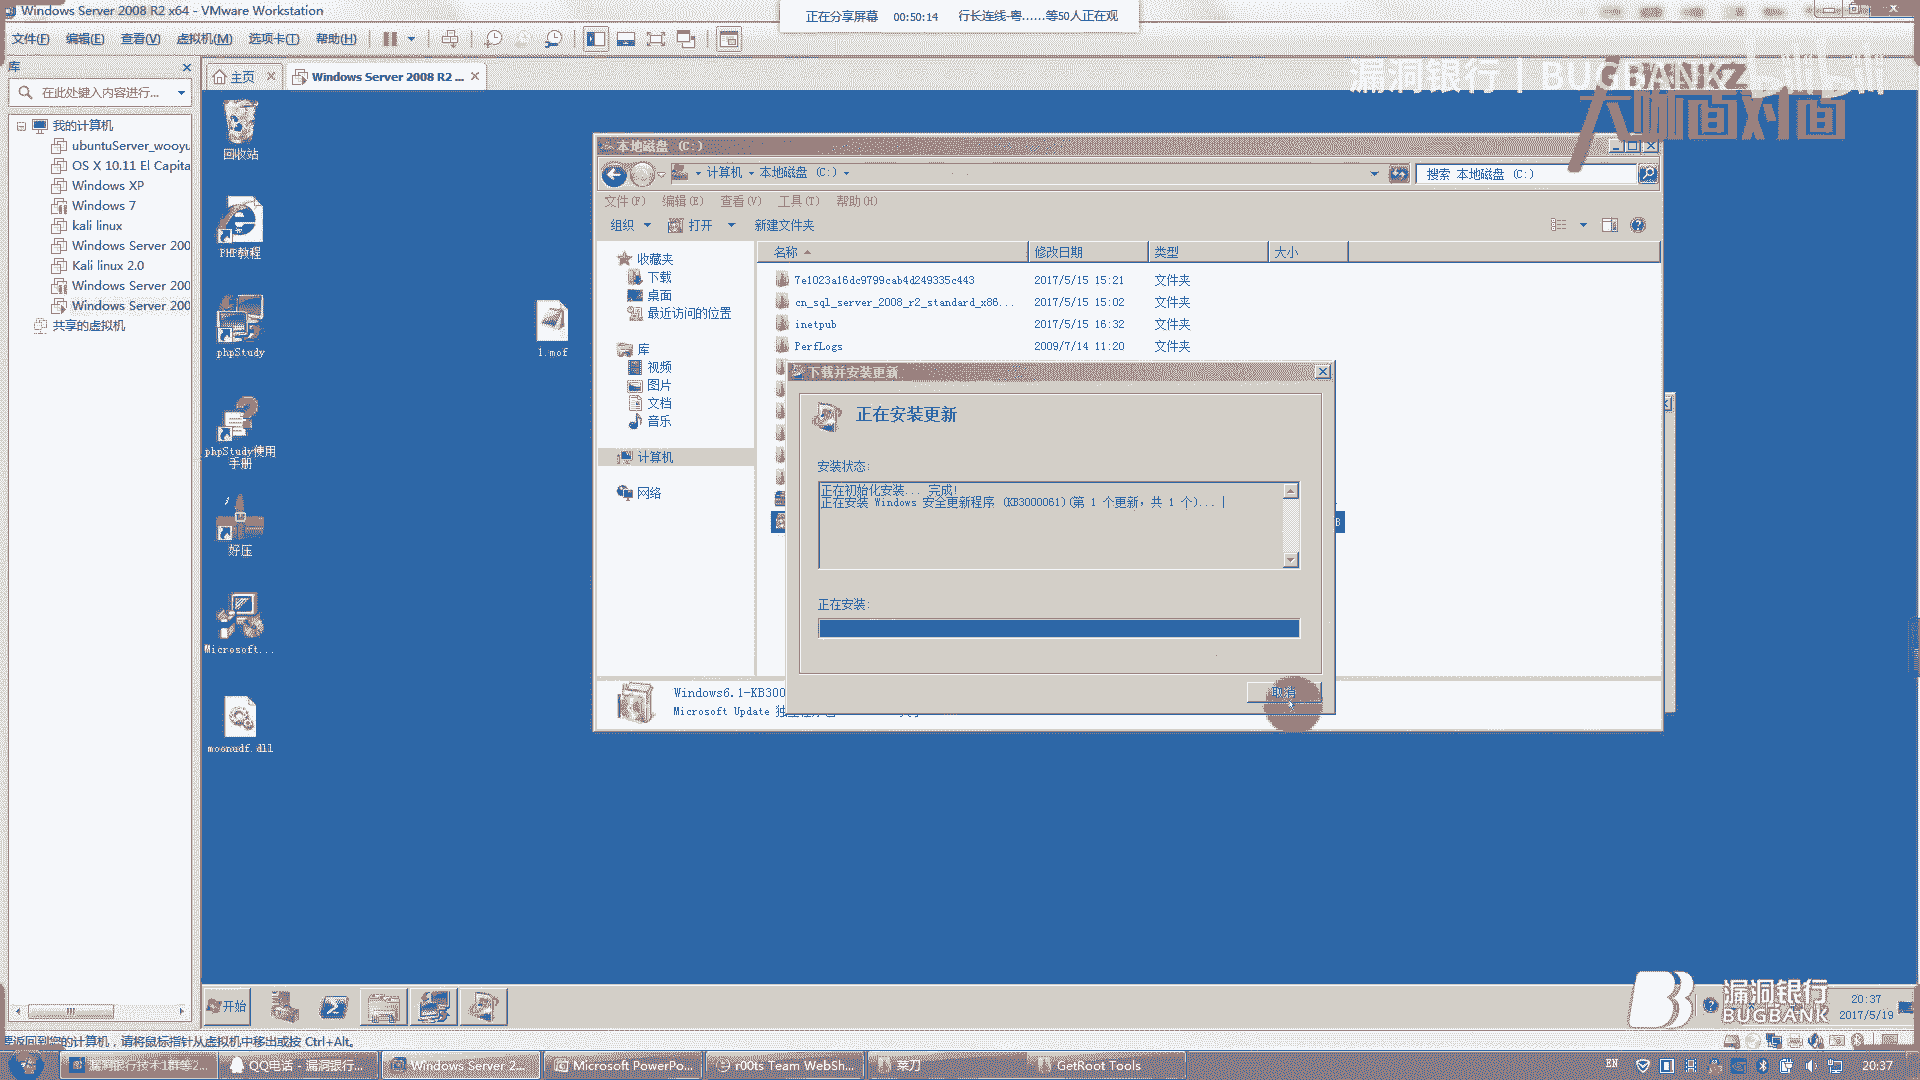 Windows Server 2008 R2 x64 - VMware Workstation
正在分享屏幕 00:50:14 行长连线-粤......等50人正在观
文件(F) 编辑(E) 查看(V) 虚拟机(M) 选项卡(T) 帮助(H)
库
主页
Windows Server 2008 R2 ...
漏洞银行 | BUGBANK
大咖面对面
在此处键入内容进行...
我的计算机
ubuntuServer_wooyu
OS X 10.11 El Capita
Windows XP
Windows 7
kali linux
Windows Server 200
Kali linux 2.0
Windows Server 200
Windows Server 200
共享的虚拟机
回收站
PHP教程
phpStudy
phpStudy使用
手册
好压
Microsoft...
moonudf.dll
1.mof
本地磁盘 (C:)
计算机 本地磁盘 (C:)
搜索 本地磁盘 (C:)
文件(F) 编辑(E) 查看(V) 工具(T) 帮助(H)
组织 打开 新建文件夹
收藏夹
下载
桌面
最近访问的位置
库
视频
图片
文档
音乐
计算机
网络
名称 修改日期 类型 大小
7e1023a16dc9799cab4d249335c443 2017/5/15 15:21 文件夹
cn_sql_server_2008_r2_standard_x86... 2017/5/15 15:02 文件夹
inetpub 2017/5/15 16:32 文件夹
PerfLogs 2009/7/14 11:20 文件夹
下载并安装更新
正在安装更新
安装状态:
正在初始化安装... 完成!
正在安装 Windows 安全更新程序 (KB3000061)(第 1 个更新，共 1 个)...
正在安装:
取消
Windows6.1-KB300
Microsoft Update
开始
漏洞银行
BUGBANK
20:37
2017/5/19
要返回到您的计算机，请将鼠标指针从虚拟机中移出或按 Ctrl+Alt。
漏洞银行技术1群等2...
QQ电话 - 漏洞银行...
Windows Server 2...
Microsoft PowerPo...
r00ts Team WebSh...
菜刀
GetRoot Tools
EN
20:37